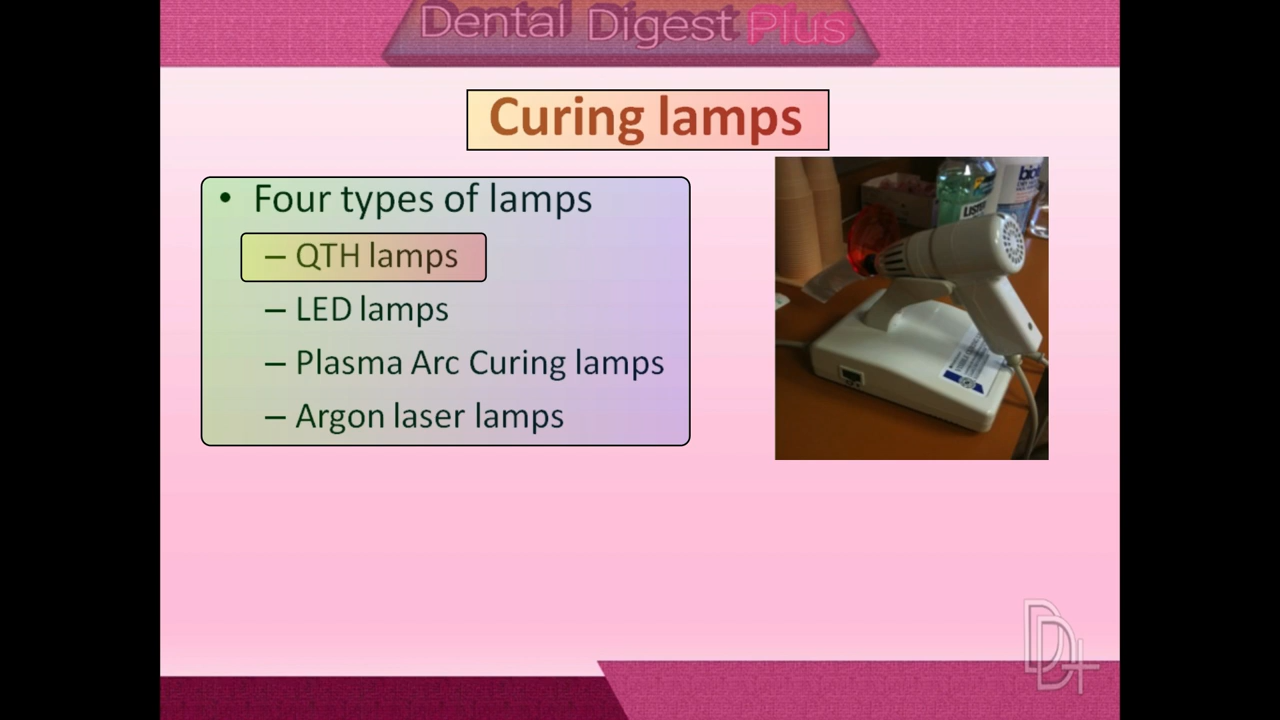 Dental Digest Plus
Curing lamps
• Four types of lamps
– QTH lamps
– LED lamps
– Plasma Arc Curing lamps
– Argon laser lamps
D+